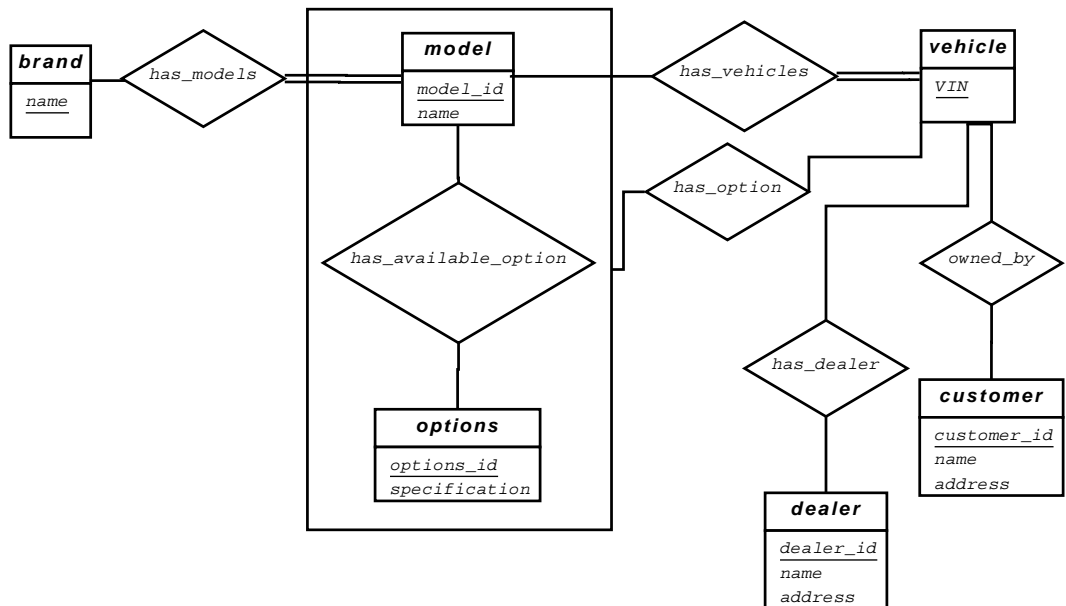 brand
name
has_models
model
model_id
name
has_vehicles
vehicle
VIN
has_option
has_available_option
owned_by
has_dealer
options
options_id
specification
customer
customer_id
name
address
dealer
dealer_id
name
address